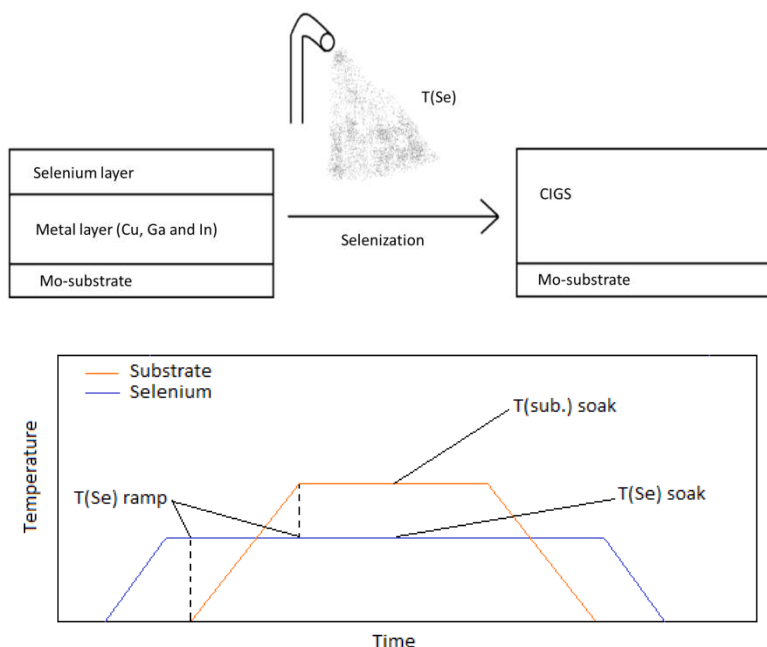 T(Se)
Selenium layer
Metal layer (Cu, Ga and In)
Mo-substrate
Selenization
CIGS
Mo-substrate
Substrate
Selenium
T(sub.) soak
T(Se) ramp
T(Se) soak
Temperature
Time